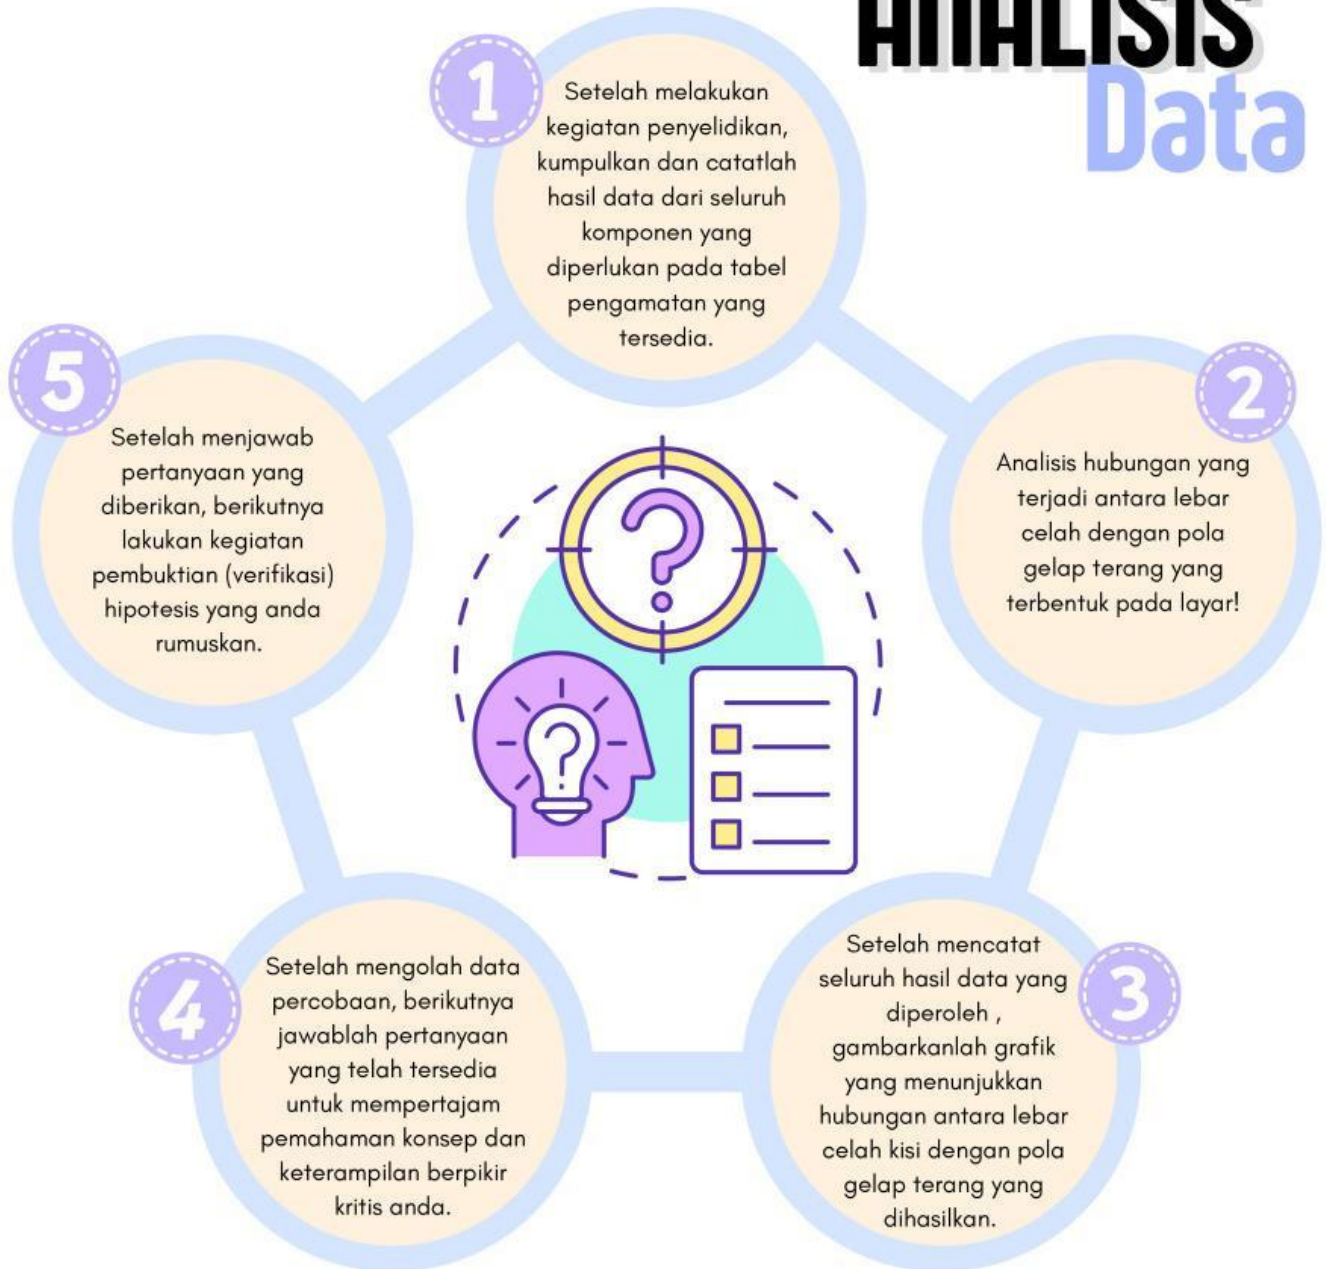 ANALISIS
Data
1
Setelah melakukan
kegiatan penyelidikan,
kumpulkan dan catatlah
hasil data dari seluruh
komponen yang
diperlukan pada tabel
pengamatan yang
tersedia.
2
Analisis hubungan yang
terjadi antara lebar
celah dengan pola
gelap terang yang
terbentuk pada layar!
3
Setelah mencatat
seluruh hasil data yang
diperoleh ,
gambarkanlah grafik
yang menunjukkan
hubungan antara lebar
celah kisi dengan pola
gelap terang yang
dihasilkan.
4
Setelah mengolah data
percobaan, berikutnya
jawablah pertanyaan
yang telah tersedia
untuk mempertajam
pemahaman konsep dan
keterampilan berpikir
kritis anda.
5
Setelah menjawab
pertanyaan yang
diberikan, berikutnya
lakukan kegiatan
pembuktian (verifikasi)
hipotesis yang anda
rumuskan.
?
?